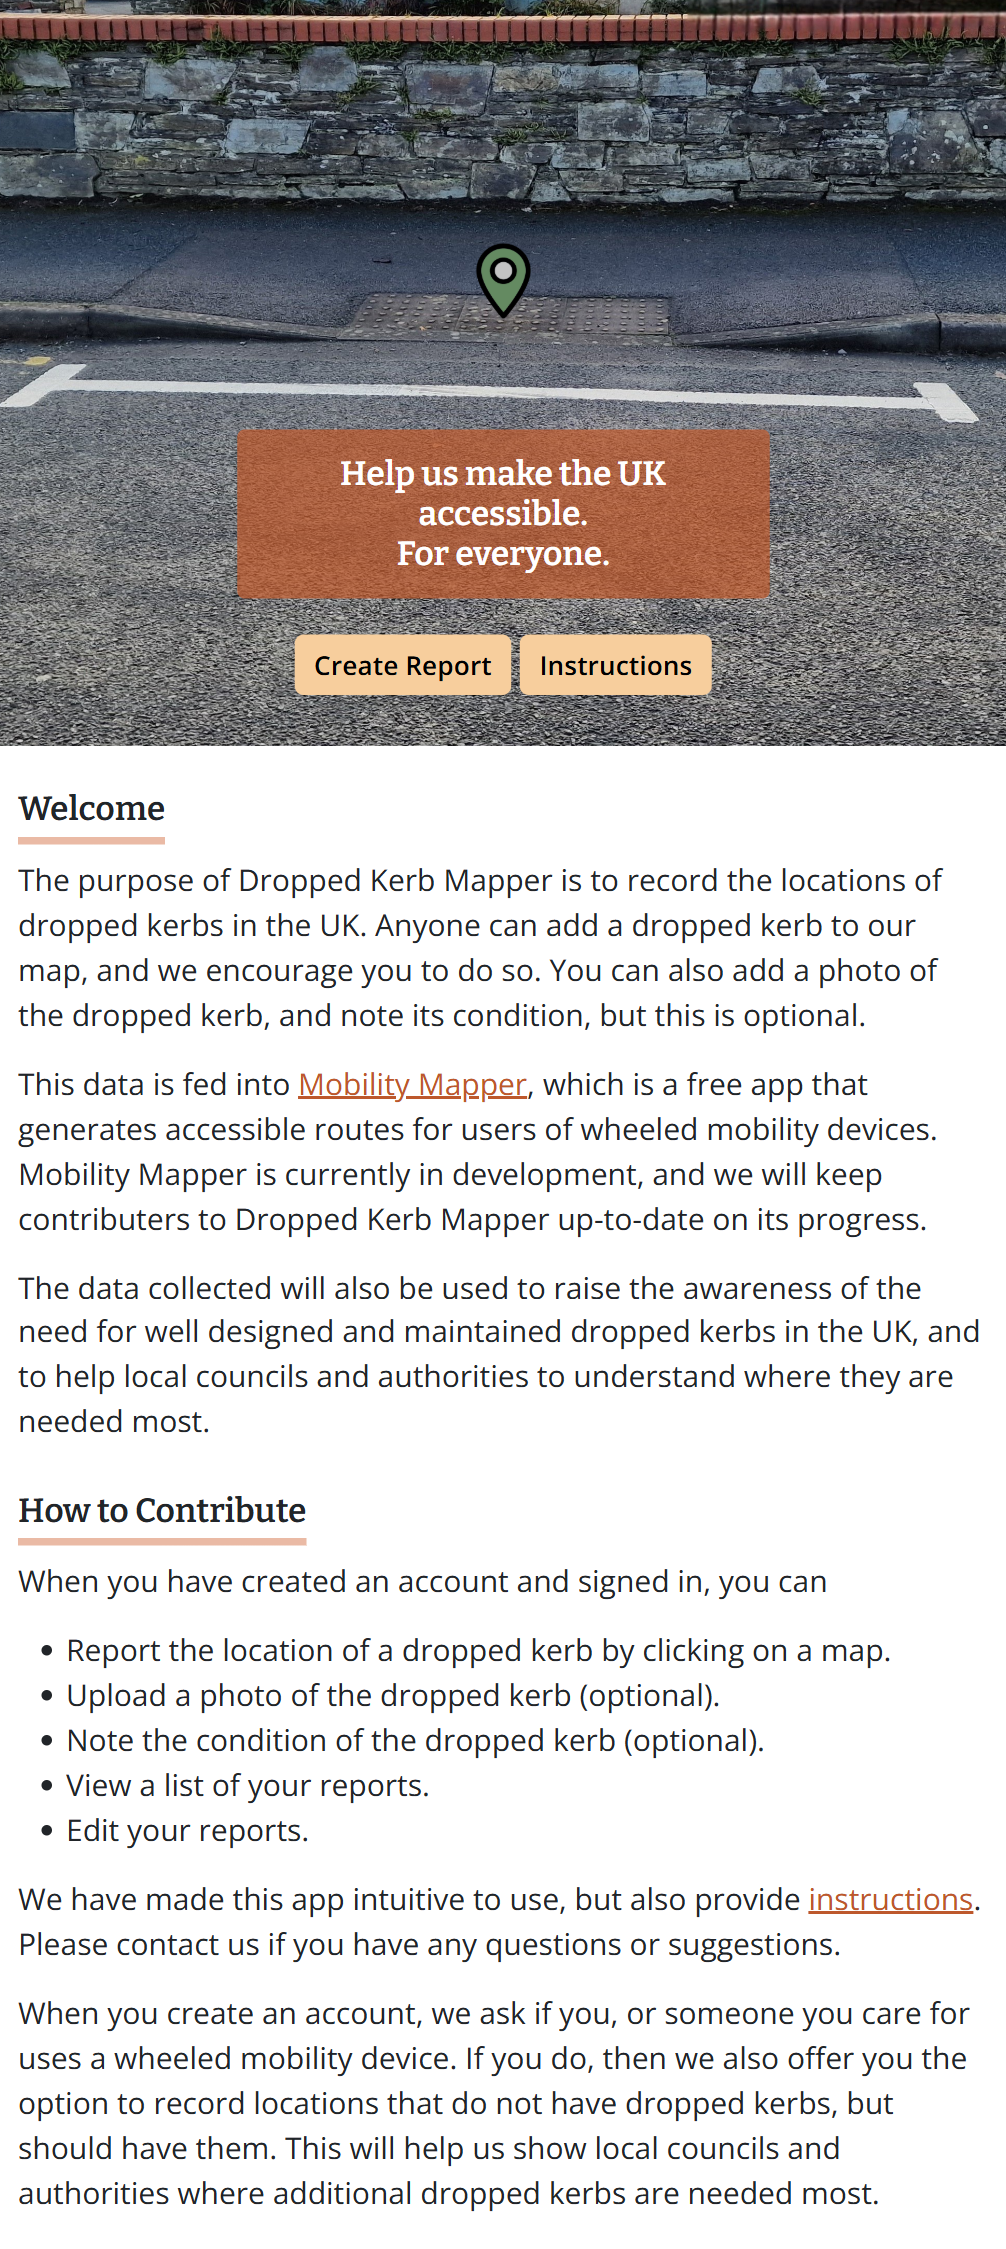 Help us make the UK
accessible.
For everyone.
Create Report
Instructions
Welcome
The purpose of Dropped Kerb Mapper is to record the locations of
dropped kerbs in the UK. Anyone can add a dropped kerb to our
map, and we encourage you to do so. You can also add a photo of
the dropped kerb, and note its condition, but this is optional.
This data is fed into Mobility Mapper, which is a free app that
generates accessible routes for users of wheeled mobility devices.
Mobility Mapper is currently in development, and we will keep
contributers to Dropped Kerb Mapper up-to-date on its progress.
The data collected will also be used to raise the awareness of the
need for well designed and maintained dropped kerbs in the UK, and
to help local councils and authorities to understand where they are
needed most.
How to Contribute
When you have created an account and signed in, you can
• Report the location of a dropped kerb by clicking on a map.
• Upload a photo of the dropped kerb (optional).
• Note the condition of the dropped kerb (optional).
• View a list of your reports.
• Edit your reports.
We have made this app intuitive to use, but also provide instructions.
Please contact us if you have any questions or suggestions.
When you create an account, we ask if you, or someone you care for
uses a wheeled mobility device. If you do, then we also offer you the
option to record locations that do not have dropped kerbs, but
should have them. This will help us show local councils and
authorities where additional dropped kerbs are needed most.